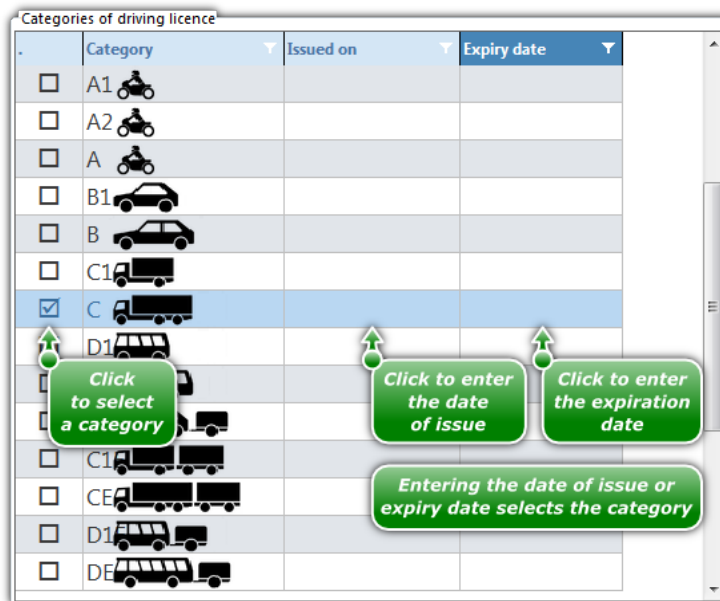 Categories of driving licence
. Category Issued on Expiry date
A1
A2
A
B1
B
C1
C
D1
Click
to select
a category
Click to enter
the date
of issue
Click to enter
the expiration
date
C1
Entering the date of issue or
expiry date selects the category
CE
D1
DE